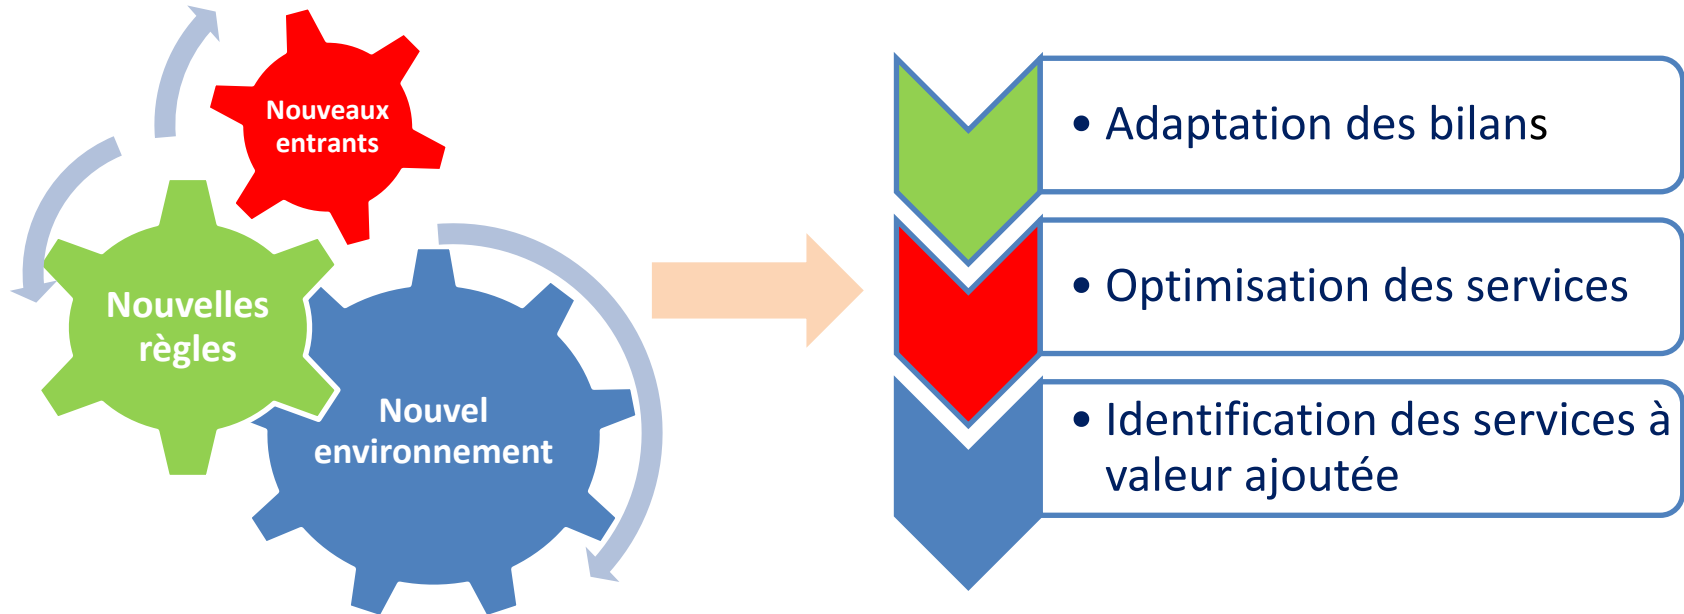 Nouveaux
entrants
Nouvelles
règles
Nouvel
environnement
• Adaptation des bilans
• Optimisation des services
• Identification des services à
valeur ajoutée